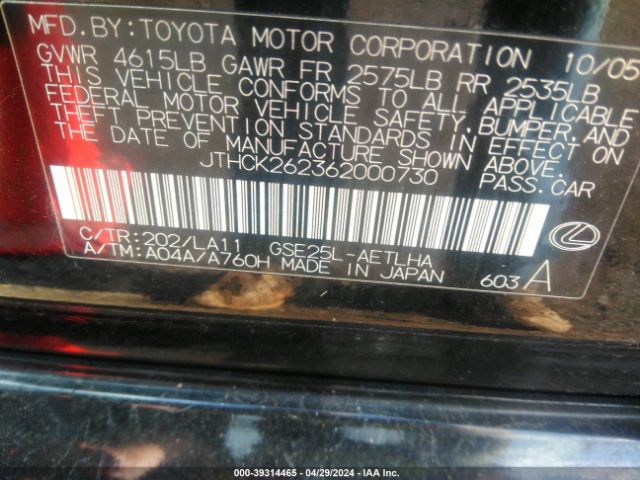 MFD.BY:TOYOTA MOTOR CORPORATION 10/05
GVWR 4615LB GAWR FR 2575LB RR 2535LB
THIS VEHICLE CONFORMS TO ALL APPLICABLE
FEDERAL MOTOR VEHICLE SAFETY,BUMPER,AND
THEFT PREVENTION STANDARDS IN EFFECT ON
THE DATE OF MANUFACTURE SHOWN ABOVE.
JTHCK262362000730 PASS.CAR
C/TR:202/LA11 GSE25L-AETLHA
A/TM:A04A/A760H MADE IN JAPAN 603 A
000-39314465 - 04/29/2024 - IAA Inc.